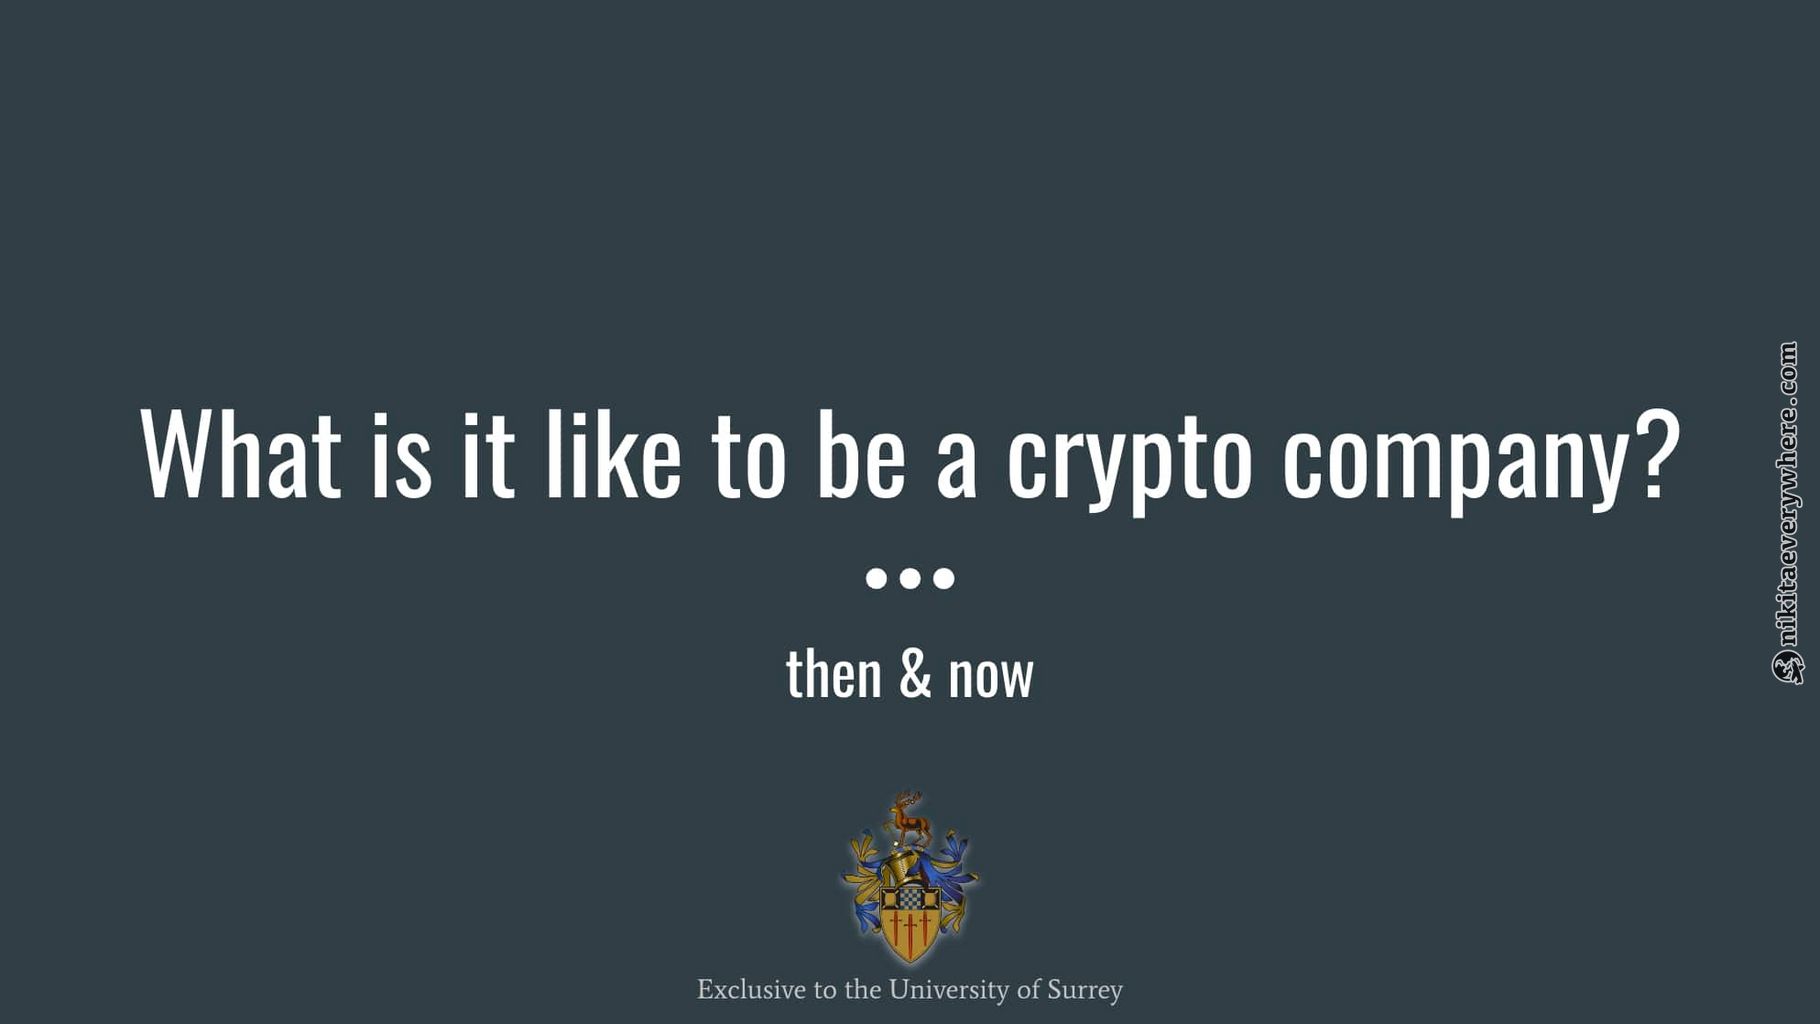 What is it like to be a crypto company?
then & now
Exclusive to the University of Surrey
nikitaeverywhere.com